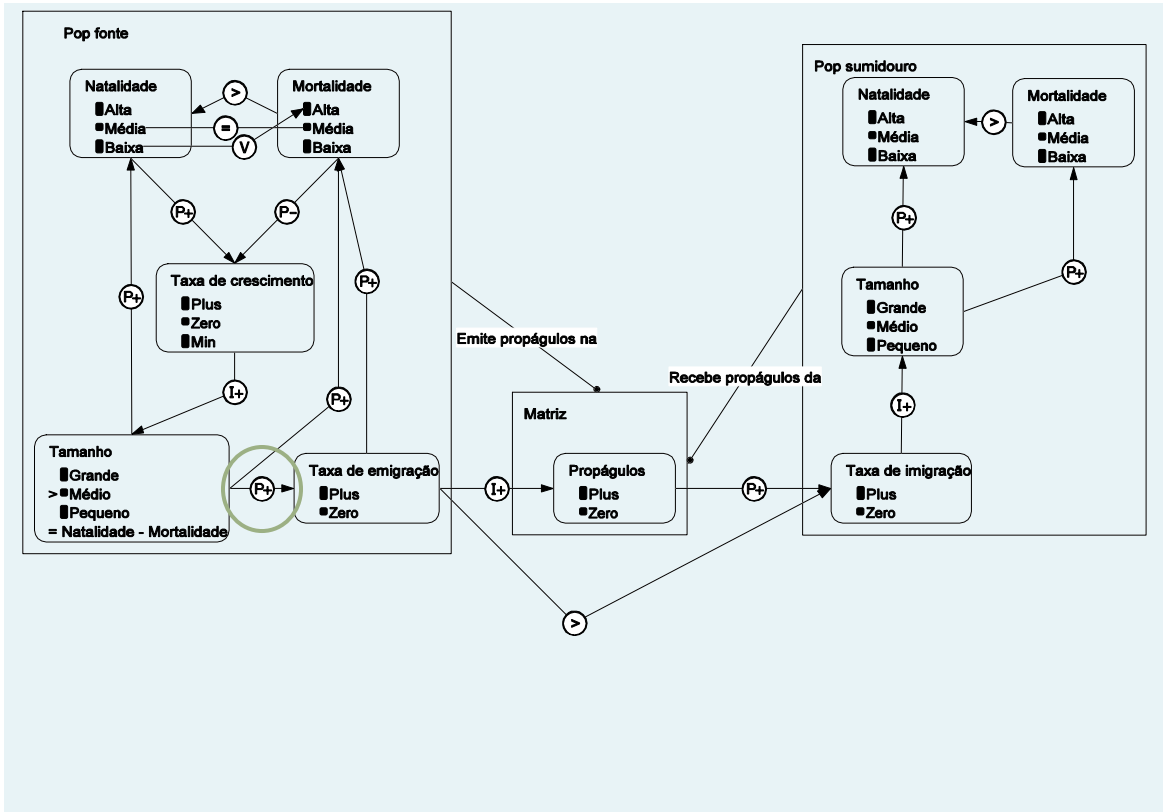 Pop fonte
Natalidade
Alta
Média
Baixa
>
=
V
Mortalidade
Alta
Média
Baixa
P+
P-
P+
P+
Taxa de crescimento
Plus
Zero
Min
I+
P+
Tamanho
Grande
> Médio
Pequeno
= Natalidade - Mortalidade
P+
Taxa de emigração
Plus
Zero
Emite propágulos na
Recebe propágulos da
I+
Matriz
Propágulos
Plus
Zero
P+
>
Pop sumidouro
Natalidade
Alta
Média
Baixa
>
Mortalidade
Alta
Média
Baixa
P+
P+
Tamanho
Grande
Médio
Pequeno
I+
Taxa de imigração
Plus
Zero